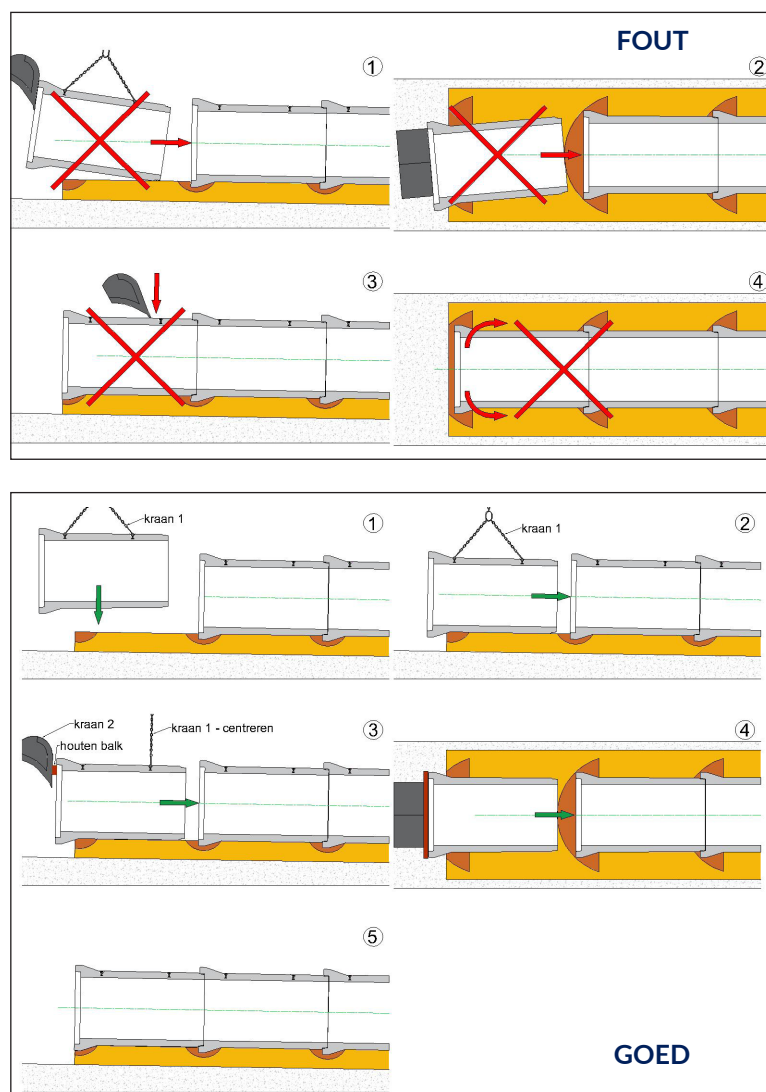 FOUT
①
②
③
④
kraan 1
①
kraan 1
②
kraan 2
houten balk
kraan 1 - centreren
③
④
⑤
GOED